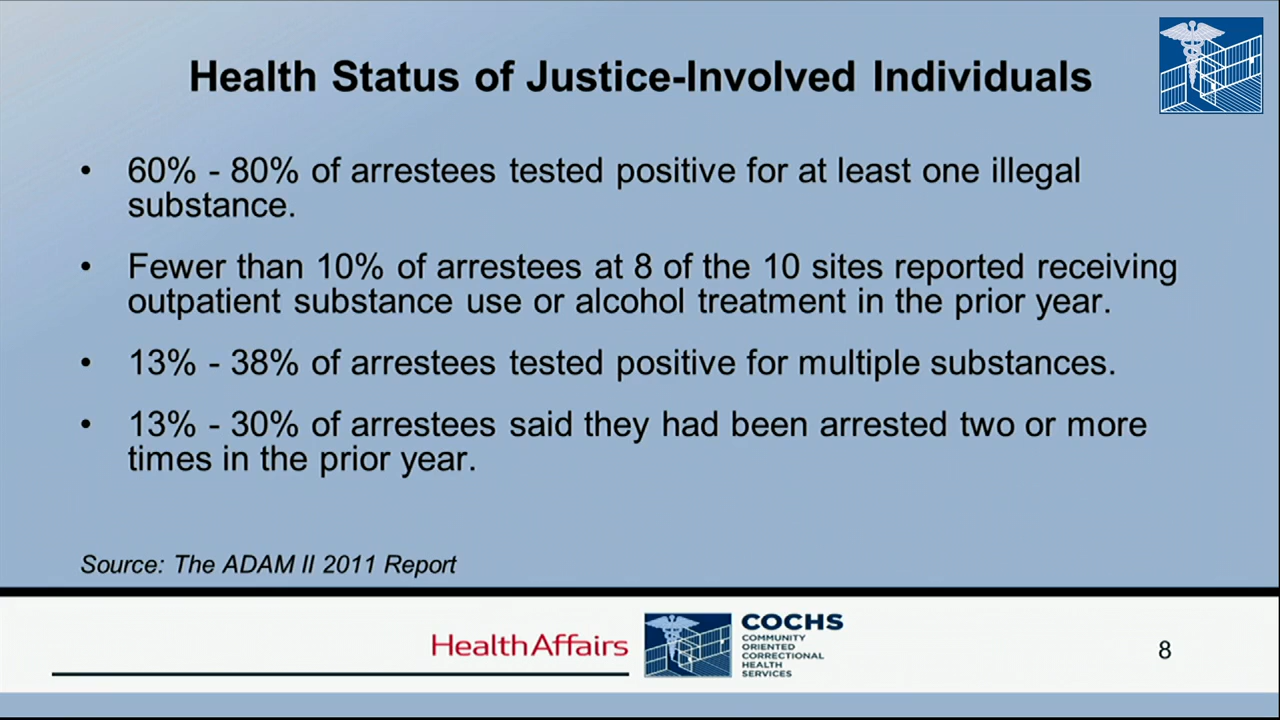 Health Status of Justice-Involved Individuals
• 60% - 80% of arrestees tested positive for at least one illegal
substance.
• Fewer than 10% of arrestees at 8 of the 10 sites reported receiving
outpatient substance use or alcohol treatment in the prior year.
• 13% - 38% of arrestees tested positive for multiple substances.
• 13% - 30% of arrestees said they had been arrested two or more
times in the prior year.
Source: The ADAM II 2011 Report
HealthAffairs
COCHS
COMMUNITY
ORIENTED
CORRECTIONAL
HEALTH
SERVICES
8